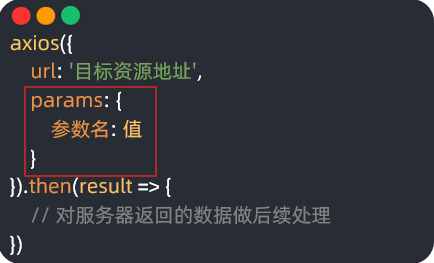 axios({
url: '目标资源地址',
params: {
参数名: 值
}
}).then(result => {
// 对服务器返回的数据做后续处理
})